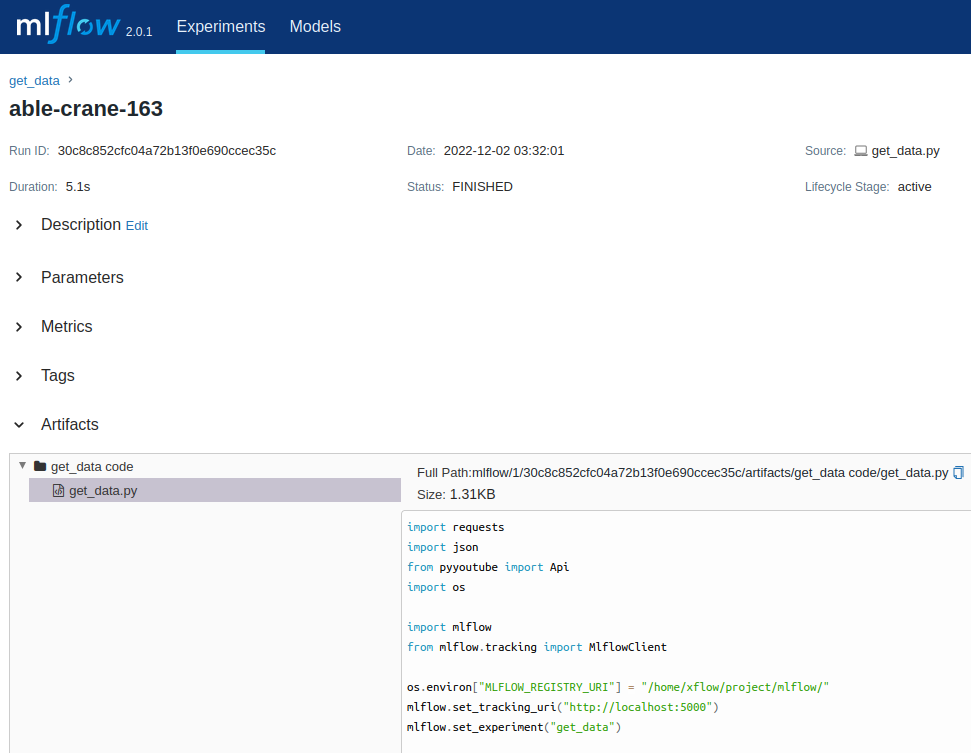 mlflow 2.0.1 Experiments Models
get_data
able-crane-163
Run ID: 30c8c852cfc04a72b13f0e690ccec35c Date: 2022-12-02 03:32:01 Source: get_data.py
Duration: 5.1s Status: FINISHED Lifecycle Stage: active
Description Edit
Parameters
Metrics
Tags
Artifacts
get_data code
get_data.py
Full Path:mlflow/1/30c8c852cfc04a72b13f0e690ccec35c/artifacts/get_data code/get_data.py
Size: 1.31KB
import requests
import json
from pyyoutube import Api
import os
import mlflow
from mlflow.tracking import MlflowClient
os.environ["MLFLOW_REGISTRY_URI"] = "/home/xflow/project/mlflow/"
mlflow.set_tracking_uri("http://localhost:5000")
mlflow.set_experiment("get_data")